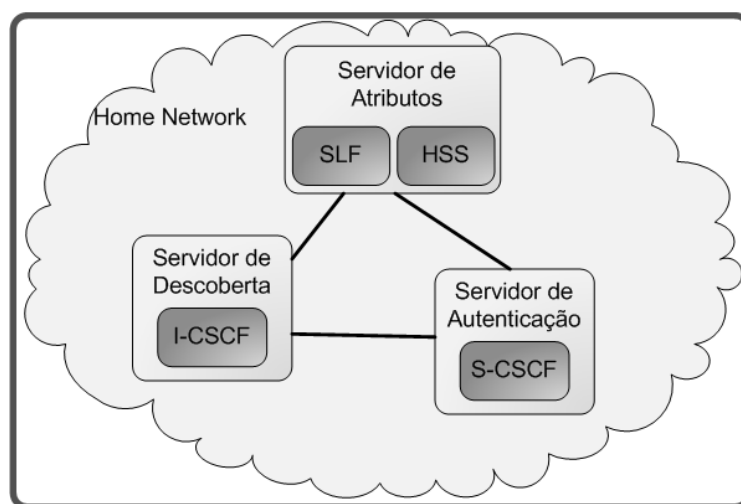 Servidor de
Atributos
Home Network
SLF
HSS
Servidor de
Descoberta
I-CSCF
Servidor de
Autenticação
S-CSCF